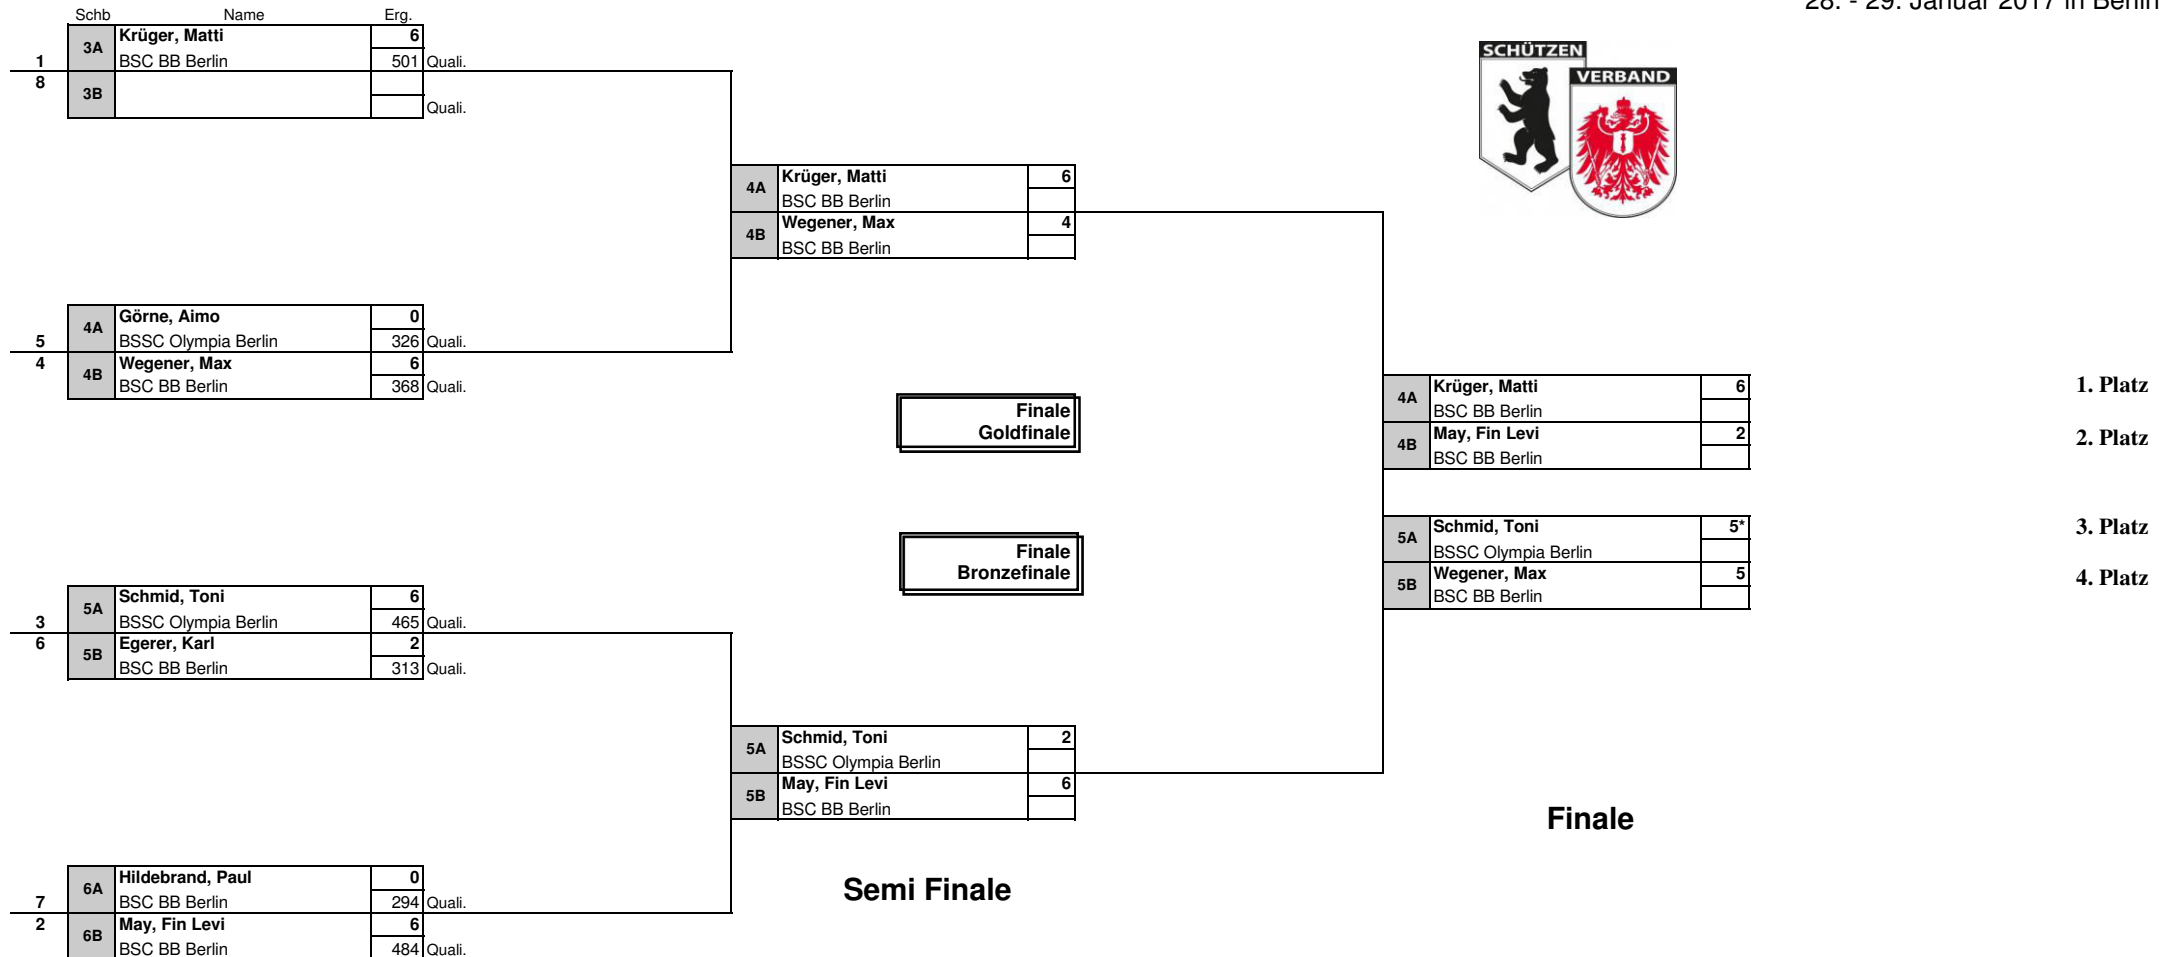 28. - 29. Januar 2017 in Berlin
Schb Name Erg.
3A Krüger, Matti 6
1 BSC BB Berlin 501 Quali.
8 3B
Quali.
SCHÜTZEN
VERBAND
4A Krüger, Matti 6
BSC BB Berlin
4B Wegener, Max 4
BSC BB Berlin
4A Görne, Aimo 0
5 BSSC Olympia Berlin 326 Quali.
4 4B Wegener, Max 6
BSC BB Berlin 368 Quali.
Finale
Goldfinale
4A Krüger, Matti 6 1. Platz
BSC BB Berlin
4B May, Fin Levi 2 2. Platz
BSC BB Berlin
Finale
Bronzefinale
5A Schmid, Toni 5* 3. Platz
BSSC Olympia Berlin
5B Wegener, Max 5 4. Platz
BSC BB Berlin
5A Schmid, Toni 6
3 BSSC Olympia Berlin 465 Quali.
6 5B Egerer, Karl 2
BSC BB Berlin 313 Quali.
5A Schmid, Toni 2
BSSC Olympia Berlin
5B May, Fin Levi 6
BSC BB Berlin
Finale
Semi Finale
6A Hildebrand, Paul 0
7 BSC BB Berlin 294 Quali.
2 6B May, Fin Levi 6
BSC BB Berlin 484 Quali.